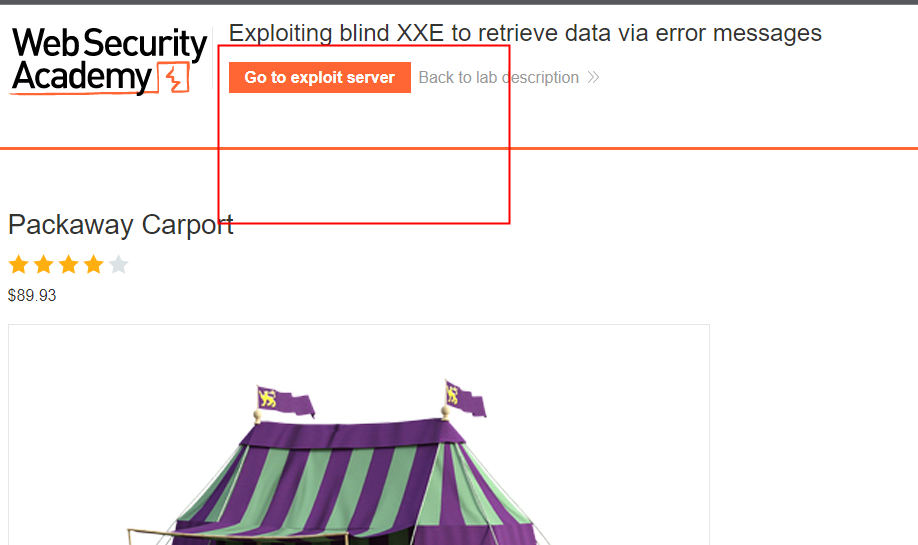 Web Security
Academy
Exploiting blind XXE to retrieve data via error messages
Go to exploit server
Back to lab description
Packaway Carport
$89.93